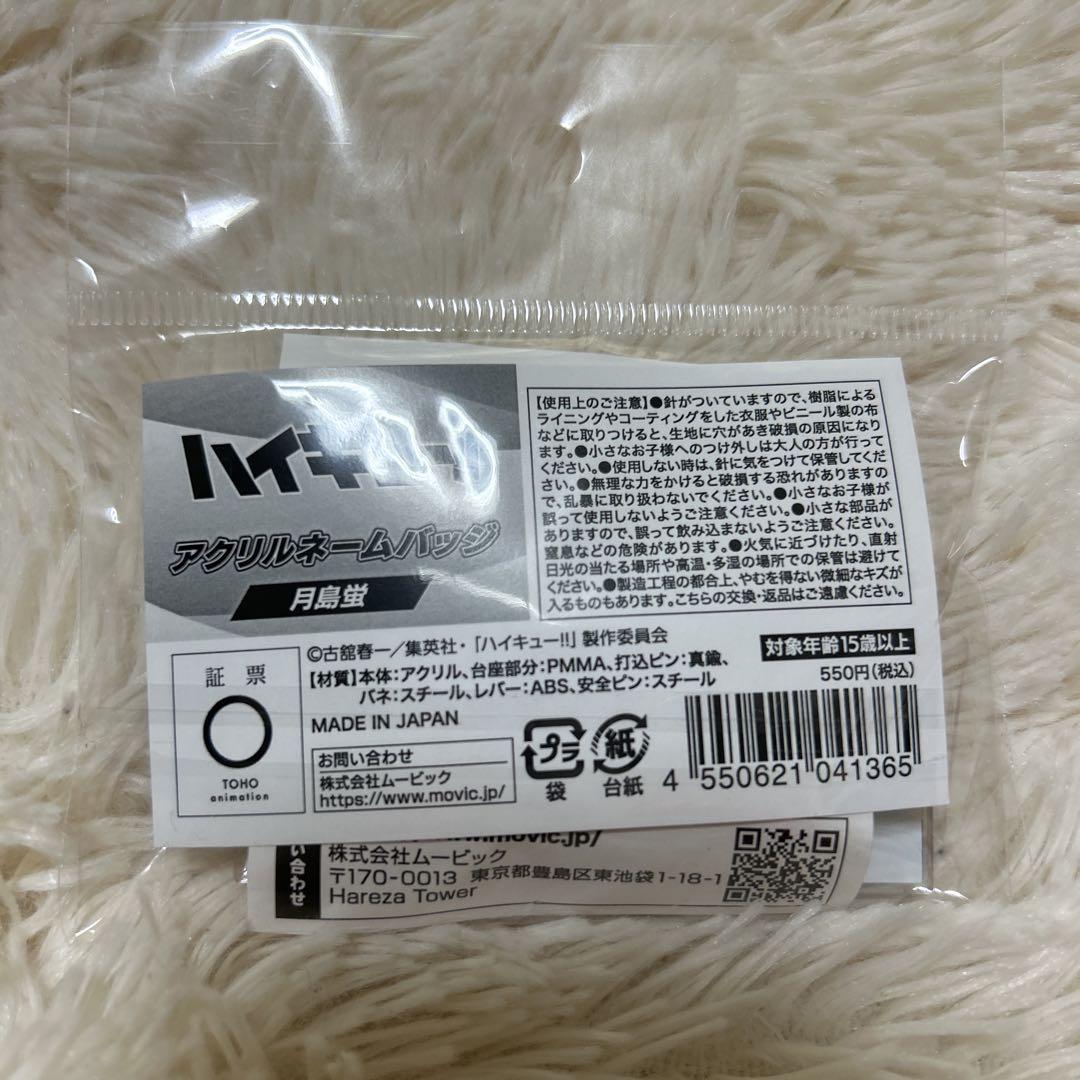 ハイキュー!!
アクリルネームバッジ
月島蛍
【使用上のご注意】●針がついていますので、樹脂による
ライニングやコーティングをした衣服やビニール製の布
などに取りつけると、生地に穴があき破損の原因になり
ます。●小さなお子様へのつけ外しは大人の方が行って
ください。●使用しない時は、針に気をつけて保管してくだ
さい。●無理な力をかけると破損する恐れがありますの
で、乱暴に取り扱わないでください。●小さなお子様が
誤って使用しないようご注意ください。●小さな部品が
ありますので、誤って飲み込まないようご注意ください。
窒息などの危険があります。●火気に近づけたり、直射
日光の当たる場所や高温・多湿の場所での保管は避けて
ください。●製造工程の都合上、やむを得ない微細なキズが
入るものもあります。こちらの交換・返品はご遠慮ください。
©古舘春一／集英社・「ハイキュー!!」製作委員会
対象年齢15歳以上
【材質】本体：アクリル、台座部分：PMMA、打込ピン：真鍮、
バネ：スチール、レバー：ABS、安全ピン：スチール
550円(税込)
証票
TOHO
animation
MADE IN JAPAN
お問い合わせ
株式会社ムービック
https://www.movic.jp/
プラ
袋
紙
台紙
4 550621 041365
い合わせ
www.movic.jp/
株式会社ムービック
〒170-0013 東京都豊島区東池袋1-18-1
Hareza Tower